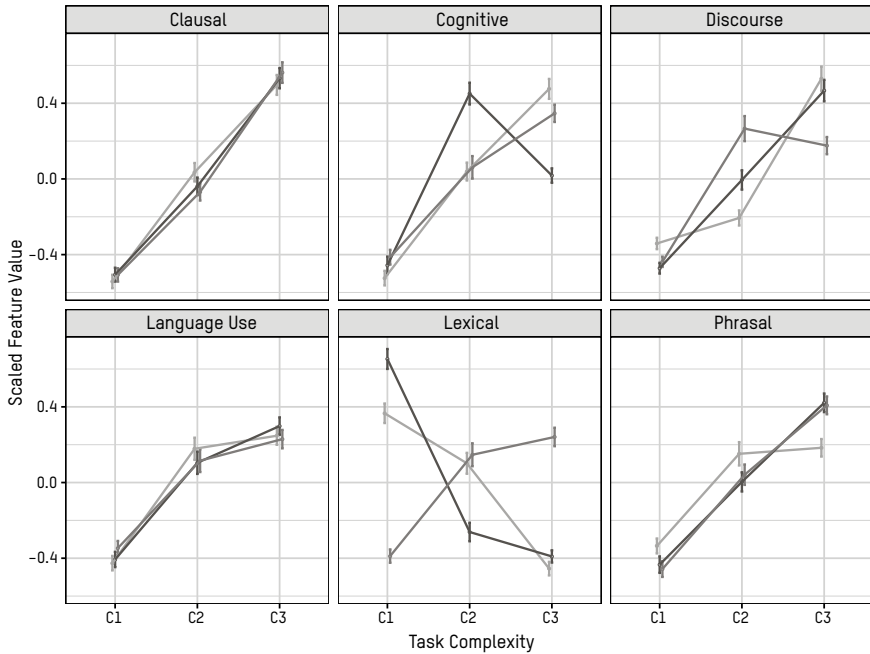 Clausal
Cognitive
Discourse
0.4
0.0
−0.4
Language Use
Lexical
Phrasal
0.4
0.0
−0.4
C1 C2 C3
C1 C2 C3
C1 C2 C3
Scaled Feature Value
Task Complexity